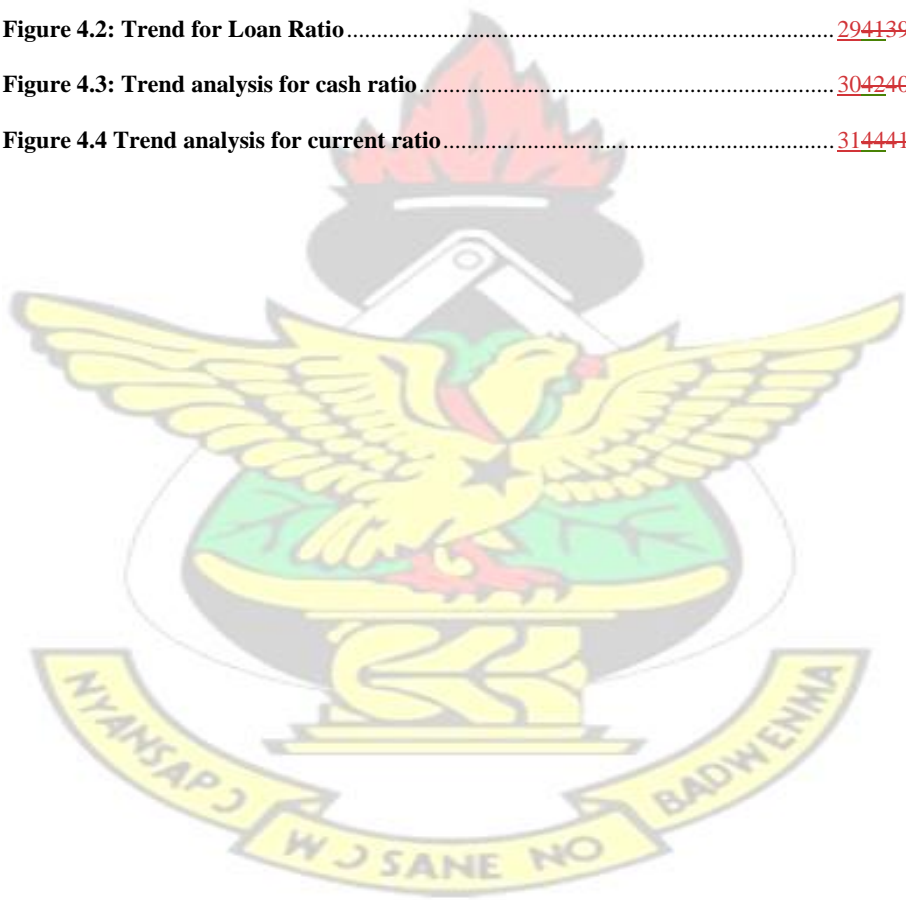 Figure 4.2: Trend for Loan Ratio........................................................................................ 294139
Figure 4.3: Trend analysis for cash ratio........................................................................ 304240
Figure 4.4 Trend analysis for current ratio.................................................................... 314441
NYANSAPƆ WƆ SANE NO BADWENMA